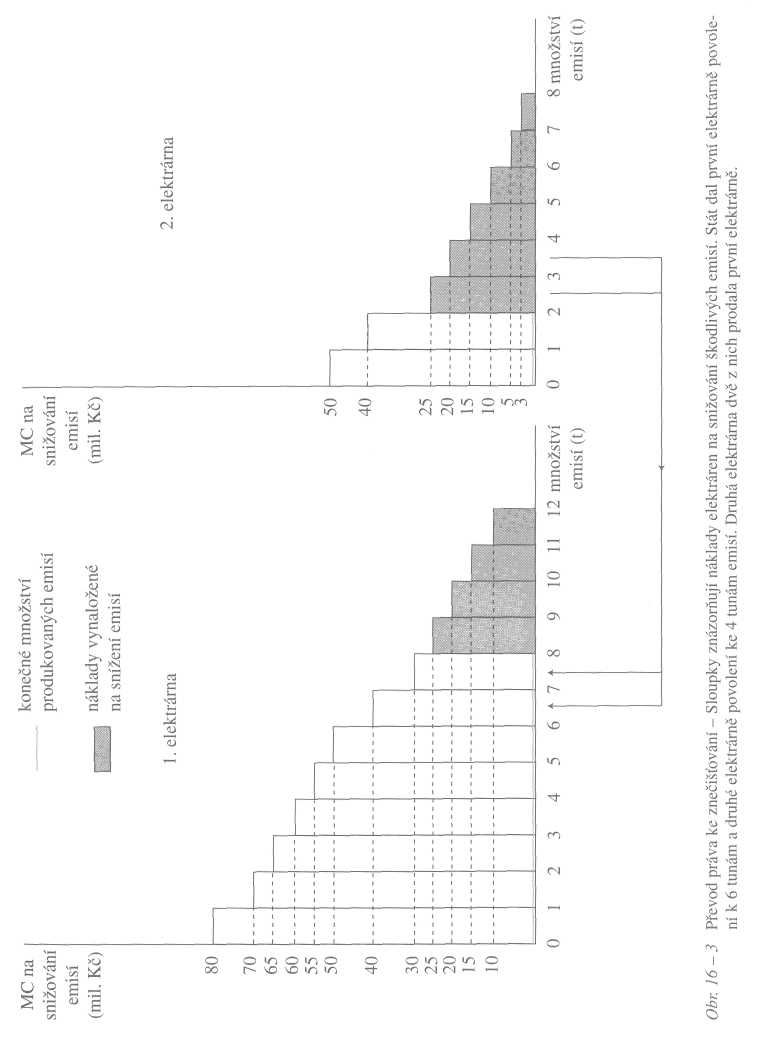 MC na
snižování
emisí
(mil. Kč)
80
70
65
60
55
50
40
30
25
20
15
10
1. elektrárna
0 1 2 3 4 5 6 7 8 9 10 11 12 množství
emisí (t)
konečné množství
produkovaných emisí
náklady vynaložené
na snížení emisí
MC na
snižování
emisí
(mil. Kč)
50
40
25
20
15
10
5
3
2. elektrárna
0 1 2 3 4 5 6 7 8 množství
emisí (t)
Obr. 16 – 3 Převod práva ke znečišťování – Sloupky znázorňují náklady elektráren na snižování škodlivých emisí. Stát dal první elektrárně povole-
ní k 6 tunám a druhé elektrárně povolení ke 4 tunám emisí. Druhá elektrárna dvě z nich prodala první elektrárně.